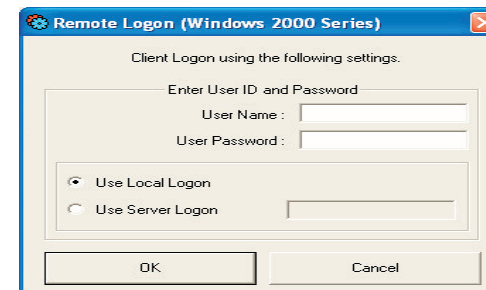 Remote Logon (Windows 2000 Series)
Client Logon using the following settings.
Enter User ID and Password
User Name :
User Password :
Use Local Logon
Use Server Logon
OK
Cancel